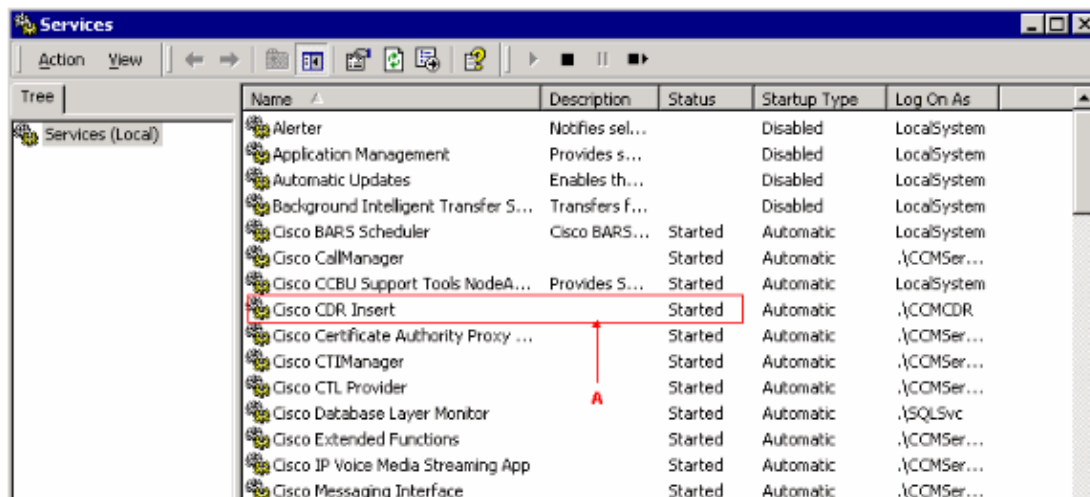 Services
Action View
Tree
Name Description Status Startup Type Log On As
Services (Local)
Alerter Notifies sel... Disabled LocalSystem
Application Management Provides s... Disabled LocalSystem
Automatic Updates Enables th... Disabled LocalSystem
Background Intelligent Transfer S... Transfers f... Disabled LocalSystem
Cisco BARS Scheduler Cisco BARS... Started Automatic LocalSystem
Cisco CallManager Started Automatic .\CCMSer...
Cisco CCBU Support Tools NodeA... Provides S... Started Automatic LocalSystem
Cisco CDR Insert Started Automatic .\CCMCDR
Cisco Certificate Authority Proxy ... Started Automatic .\CCMSer...
Cisco CTIManager Started Automatic .\CCMSer...
Cisco CTL Provider Started Automatic .\CCMSer...
A
Cisco Database Layer Monitor Started Automatic .\SQLSvc
Cisco Extended Functions Started Automatic .\CCMSer...
Cisco IP Voice Media Streaming App Started Automatic .\CCMSer...
Cisco Messaging Interface Started Automatic .\CCMSer...